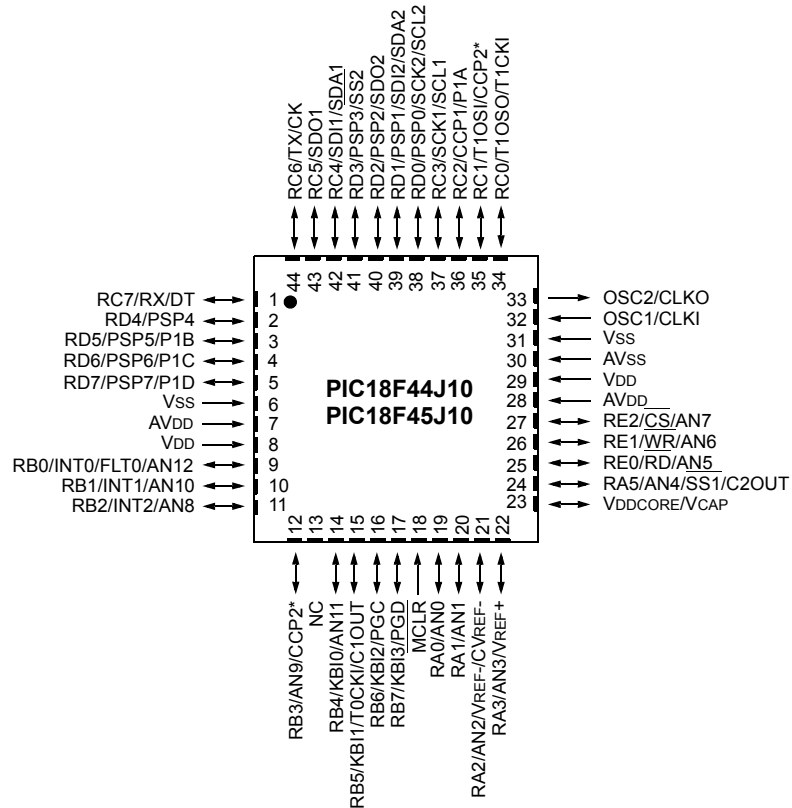 RC6/TX/CK
RC5/SDO1
RC4/SDI1/SDA1
RD3/PSP3/SS2
RD2/PSP2/SDO2
RD1/PSP1/SDI2/SDA2
RD0/PSP0/SCK2/SCL2
RC3/SCK1/SCL1
RC2/CCP1/P1A
RC1/T1OSI/CCP2*
RC0/T1OSO/T1CKI
44
43
42
41
40
39
38
37
36
35
34
RC7/RX/DT 1
RD4/PSP4 2
RD5/PSP5/P1B 3
RD6/PSP6/P1C 4
RD7/PSP7/P1D 5
VSS 6
AVDD 7
VDD 8
RB0/INT0/FLT0/AN12 9
RB1/INT1/AN10 10
RB2/INT2/AN8 11
PIC18F44J10
PIC18F45J10
33 OSC2/CLKO
32 OSC1/CLKI
31 VSS
30 AVSS
29 VDD
28 AVDD
27 RE2/CS/AN7
26 RE1/WR/AN6
25 RE0/RD/AN5
24 RA5/AN4/SS1/C2OUT
23 VDDCORE/VCAP
12
13
14
15
16
17
18
19
20
21
22
RB3/AN9/CCP2*
NC
RB4/KBI0/AN11
RB5/KBI1/T0CKI/C1OUT
RB6/KBI2/PGC
RB7/KBI3/PGD
MCLR
RA0/AN0
RA1/AN1
RA2/AN2/VREF-/CVREF-
RA3/AN3/VREF+